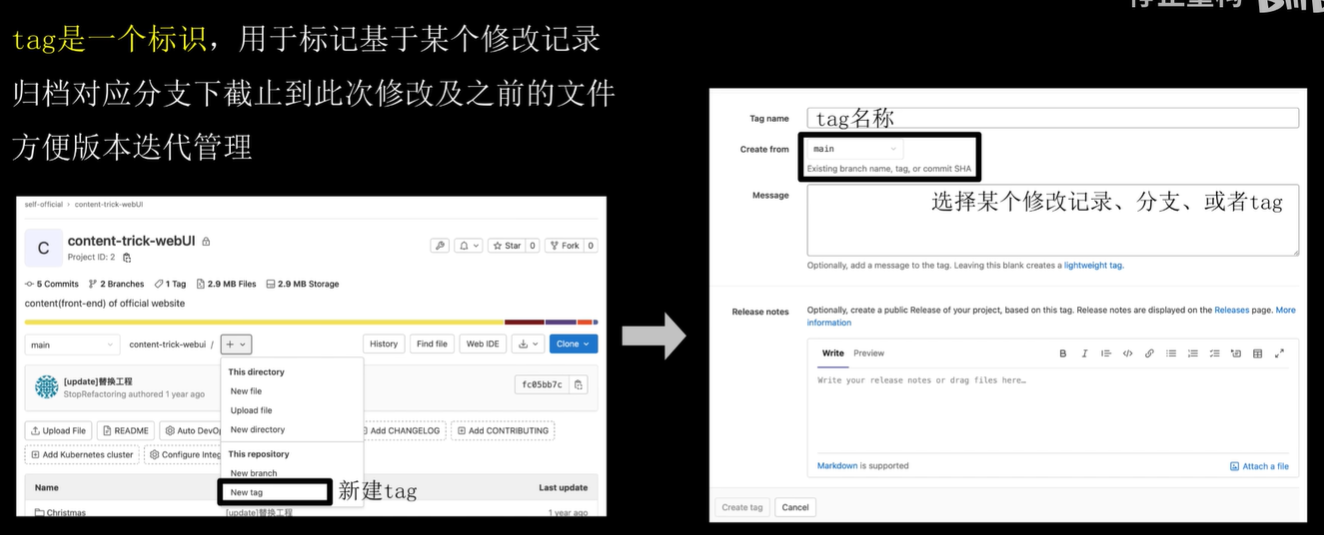 停止重构 bilibili
tag是一个标识，用于标记基于某个修改记录
归档对应分支下截止到此次修改及之前的文件
方便版本迭代管理
self-official › content-trick-webUI
C
content-trick-webUI
Project ID: 2
Star 0
Fork 0
5 Commits 2 Branches 1 Tag 2.9 MB Files 2.9 MB Storage
content(front-end) of official website
main content-trick-webui / + History Find file Web IDE Clone
[update]替换工程
StopRefactoring authored 1 year ago
fc05bb7c
This directory
New file
Upload file
New directory
Upload File README Auto DevO Add CHANGELOG Add CONTRIBUTING
Add Kubernetes cluster Configure Integ
This repository
New branch
New tag
新建tag
Name Last update
Christmas [update]替换工程 1 year ago
Tag name tag名称
Create from main
Existing branch name, tag, or commit SHA
Message 选择某个修改记录、分支、或者tag
Optionally, add a message to the tag. Leaving this blank creates a lightweight tag.
Release notes Optionally, create a public Release of your project, based on this tag. Release notes are displayed on the Releases page. More
information
Write Preview B I
Write your release notes or drag files here…
Markdown is supported Attach a file
Create tag Cancel